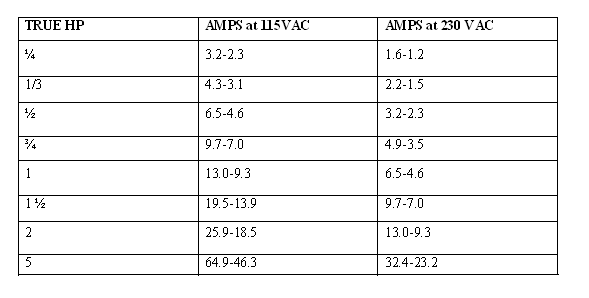 TRUE HP AMPS at 115VAC AMPS at 230 VAC
¼ 3.2-2.3 1.6-1.2
1/3 4.3-3.1 2.2-1.5
½ 6.5-4.6 3.2-2.3
¾ 9.7-7.0 4.9-3.5
1 13.0-9.3 6.5-4.6
1 ½ 19.5-13.9 9.7-7.0
2 25.9-18.5 13.0-9.3
5 64.9-46.3 32.4-23.2